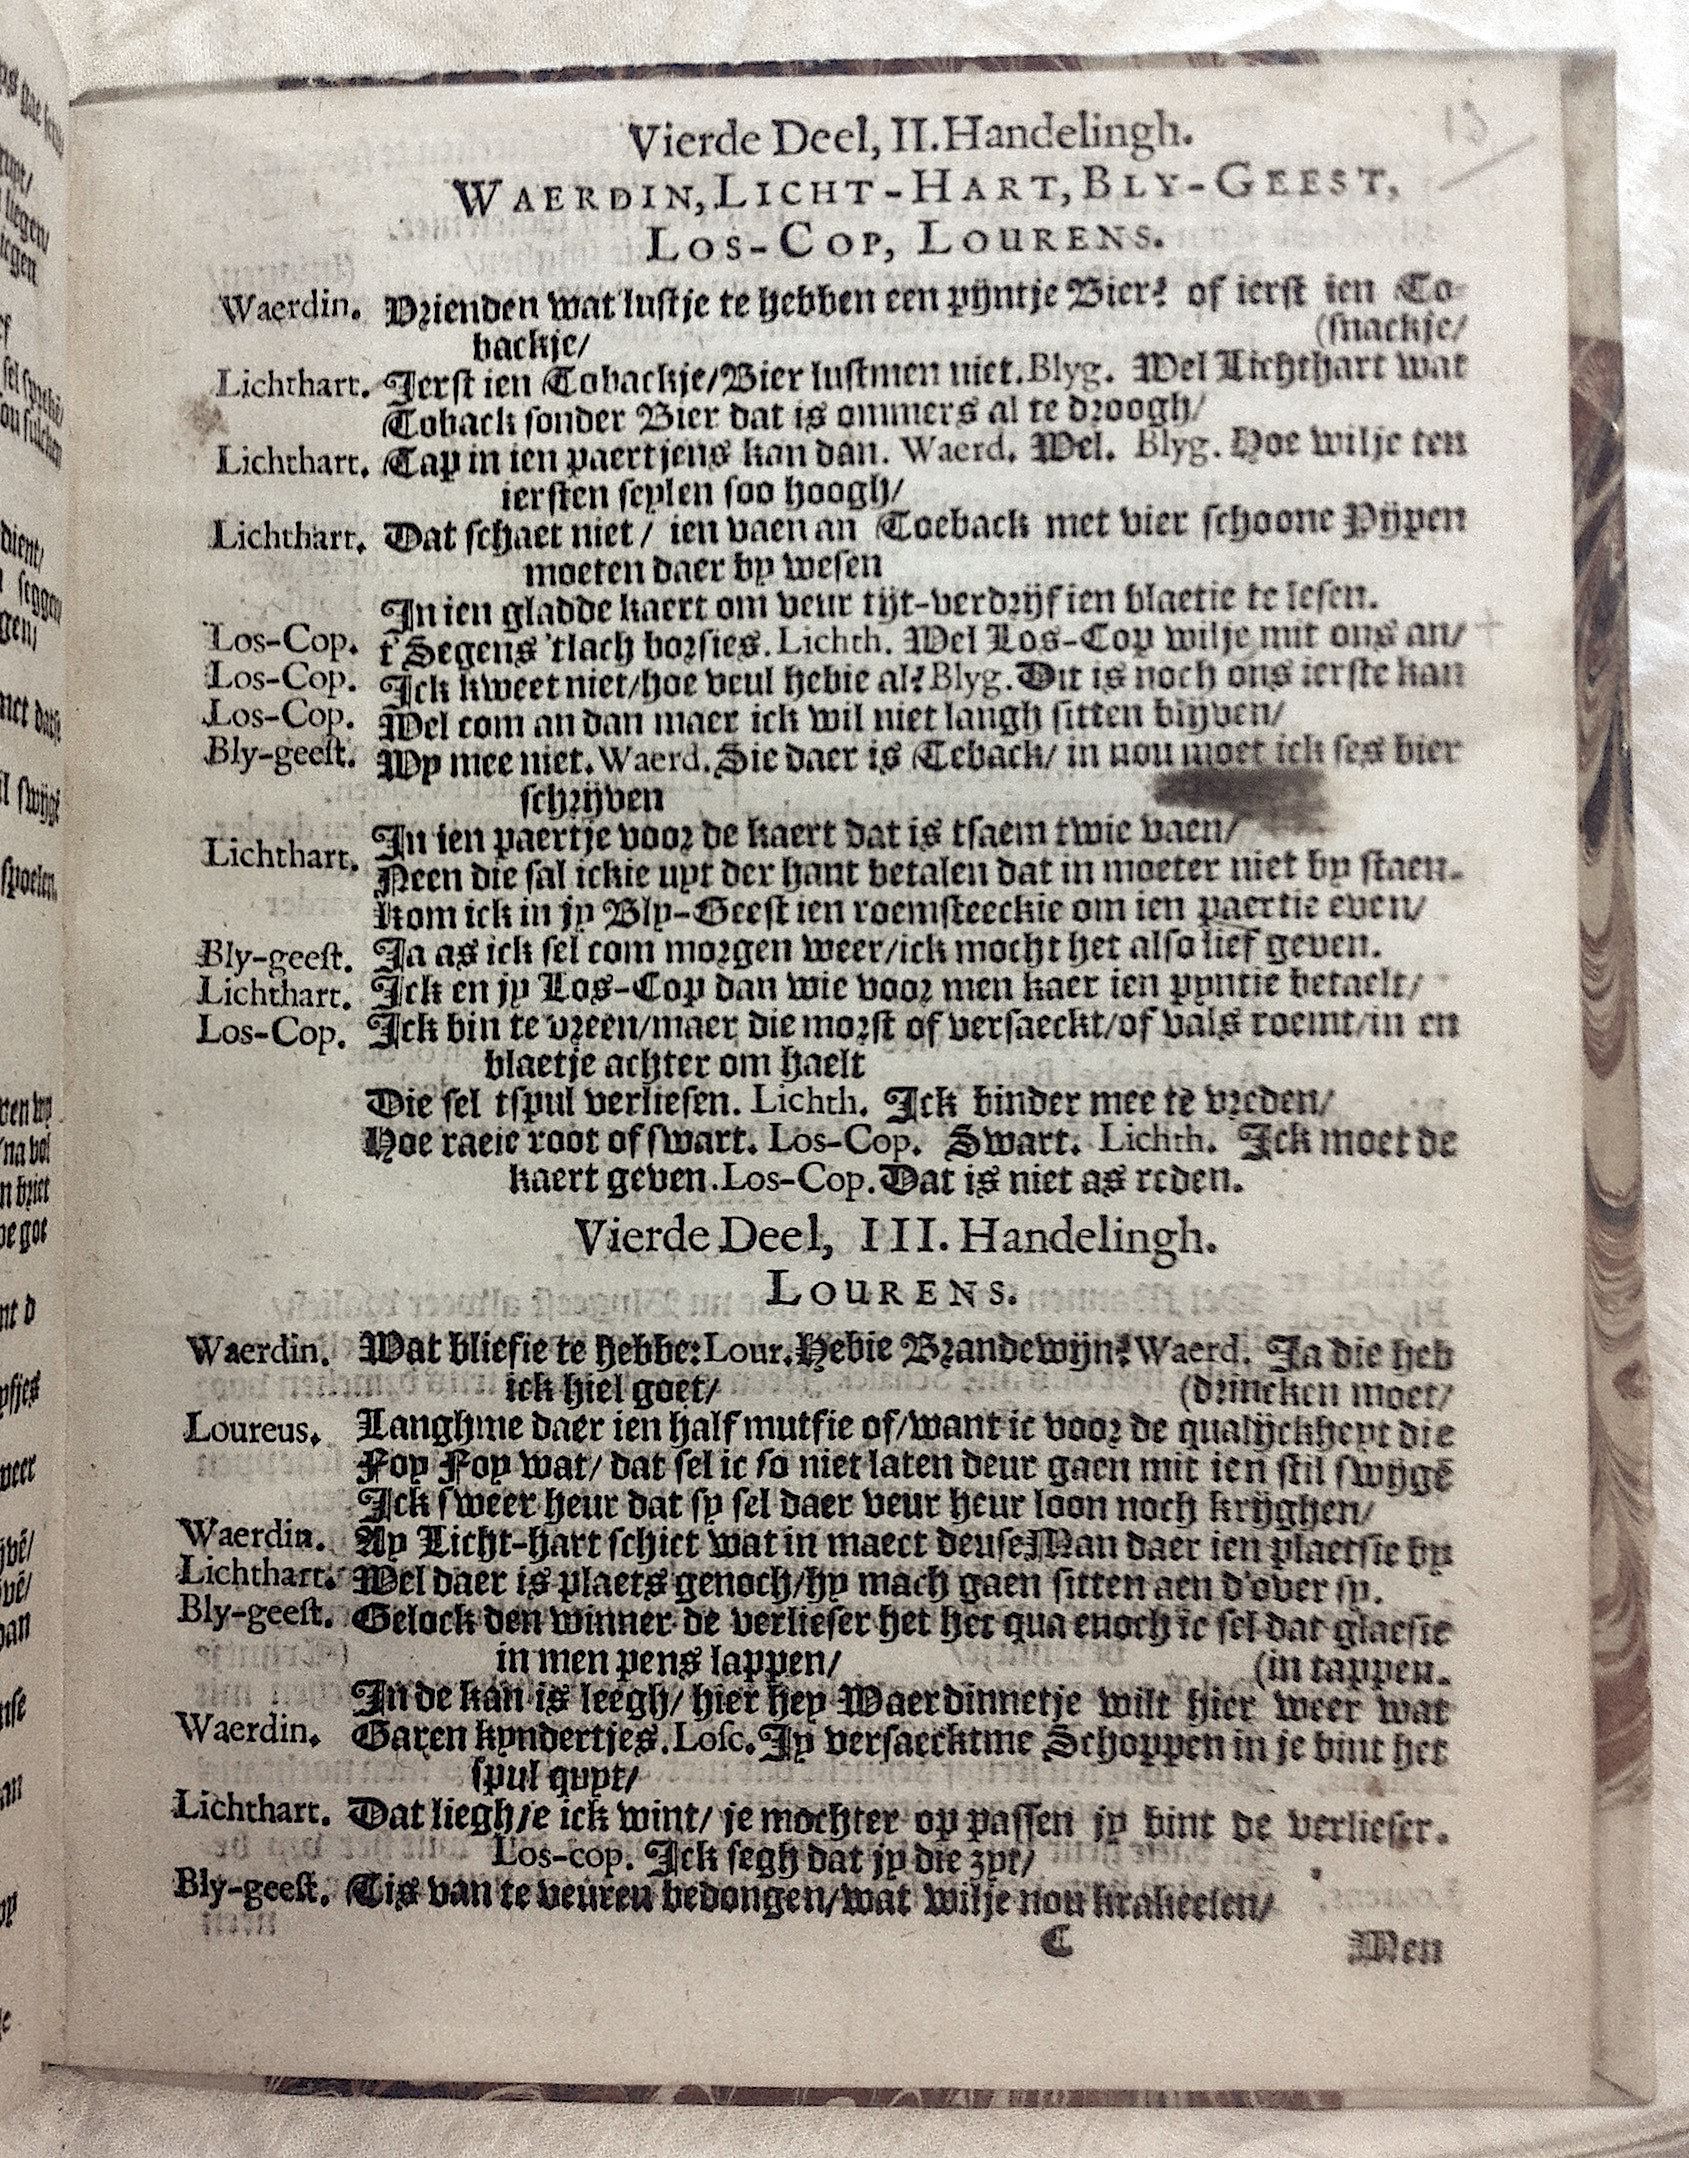 13
Vierde Deel, II. Handelingh.
WAERDIN, LICHT-HART, BLY-GEEST,
LOS-COP, LOURENS.
Waerdin. Vrienden wat lustje te hebben een pijntje Bier? of ierst ien To-
backje/ (snackje/
Lichthart. Ierst ien Tobackje/Bier lustmen niet. Blyg. Wel Lichthart wat
Toback sonder Bier dat is ommers al te droogh/
Lichthart. Tap in ien paertjens kan dan. Waerd. Wel. Blyg. Hoe wilje ten
iersten seylen soo hoogh/
Lichthart. Dat schaet niet/ ien vaen an Toeback met vier schoone Pijpen
moeten daer by wesen
In ien gladde kaert om veur tijt-verdrijf ien blaetie te lesen.
Los-Cop. t'Segens 'tlach borsies. Lichth. Wel Los-Cop wilje mit ons an/
Los-Cop. Ick kweet niet/hoe veul hebie al? Blyg. Dit is noch ons ierste kan
Los-Cop. Wel com an dan maer ick wil niet langh sitten blijven/
Bly-geest. Wy mee niet. Waerd. Sie daer is Teback/ in nou moet ick ses bier
schrijven
In ien paertje voor de kaert dat is tsaem twie vaen/
Lichthart. Neen die sal ickie uyt der hant betalen dat in moeter niet by staen.
Kom ick in jy Bly-Geest ien roemsteeckie om ien paertie even/
Bly-geest. Ja as ick sel com morgen weer/ick mocht het also lief geven.
Lichthart. Ick en jy Los-Cop dan wie voor men kaer ien pyntie betaelt/
Los-Cop. Ick bin te vreen/maer die morst of versaeckt/of vals roemt/in en
blaetje achter om haelt
Die sel tspul verliesen. Lichth. Ick binder mee te vreden/
Hoe raeie root of swart. Los-Cop. Swart. Lichth. Ick moet de
kaert geven. Los-Cop. Dat is niet as reden.
Vierde Deel, III. Handelingh.
LOURENS.
Waerdin. Wat bliefie te hebbe: Lour. Hebie Brandewijn? Waerd. Ja die heb
ick hiel goet/ (drincken moet/
Loureus. Langhme daer ien half mutsie of/want ic voor de qualijckheyt die
Foy Foy wat/ dat sel ic so niet laten deur gaen mit ien stil swijgē
Ick sweer heur dat sy sel daer veur heur loon noch krijghen/
Waerdin. Ay Licht-hart schict wat in maect deuse Man daer ien plaetsie by
Lichthart. Wel daer is plaets genoch/hy mach gaen sitten aen d'over sy.
Bly-geest. Gelock den winner de verlieser het het qua enoch ic sel dat glaesie
in men pens lappen/ (in tappen.
In de kan is leegh/ hier hey Waerdinnetje wilt hier weer wat
Waerdin. Garen kyndertjes. Losc. Jy versaecktme Schoppen in je bint het
spul quyt/
Lichthart. Dat liegh je ick wint/ je mochter op passen jy bint de verlieser.
Los-cop. Ick segh dat jy die zyt/
Bly-geest. Tis van te veuren bedongen/wat wilje nou krakeelen/
C Men